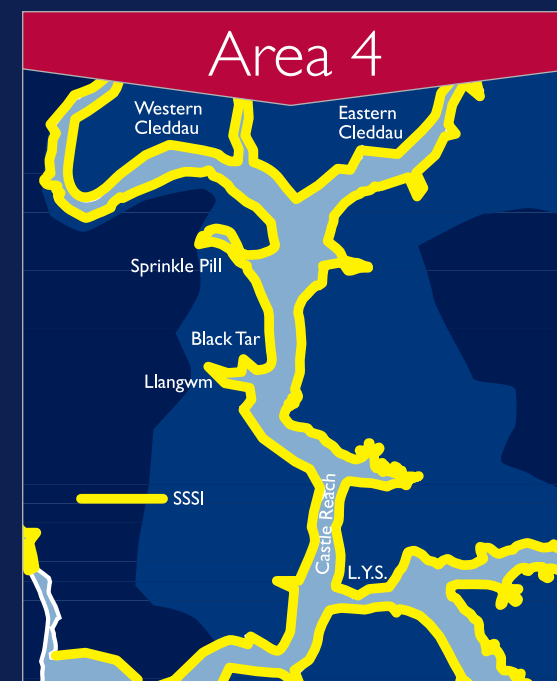 Area 4
Western
Cleddau
Eastern
Cleddau
Sprinkle Pill
Black Tar
Llangwm
SSSI
Castle Reach
L.Y.S.